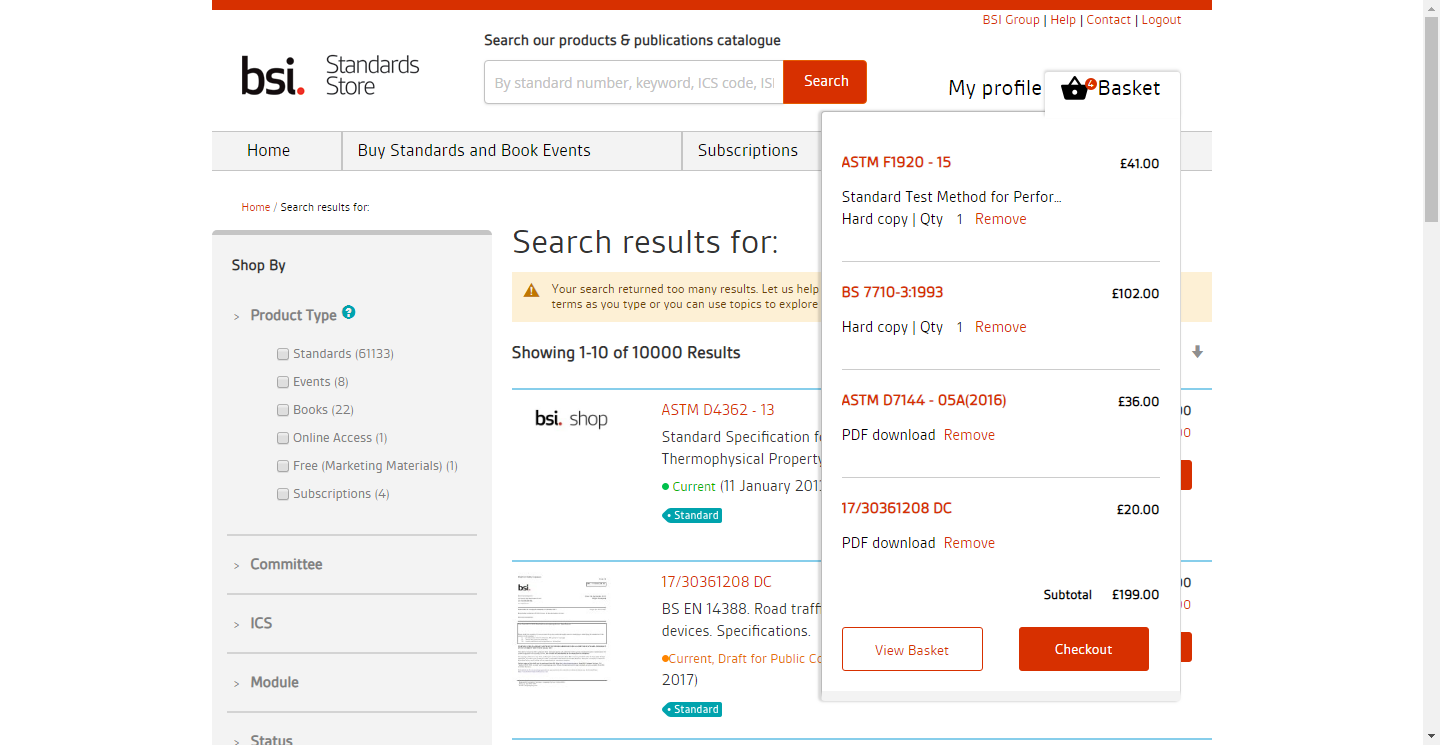 BSI Group | Help | Contact | Logout
Search our products & publications catalogue
bsi. Standards
Store
By standard number, keyword, ICS code, ISI
Search
My profile
4
Basket
Home
Buy Standards and Book Events
Subscriptions
ASTM F1920 - 15
£41.00
Standard Test Method for Perfor...
Hard copy | Qty 1 Remove
BS 7710-3:1993
£102.00
Hard copy | Qty 1 Remove
ASTM D7144 - 05A(2016)
£36.00
PDF download Remove
17/30361208 DC
£20.00
PDF download Remove
Subtotal £199.00
View Basket
Checkout
Home / Search results for:
Shop By
> Product Type ?
Standards (61133)
Events (8)
Books (22)
Online Access (1)
Free (Marketing Materials) (1)
Subscriptions (4)
> Committee
> ICS
> Module
> Status
Search results for:
Your search returned too many results. Let us help
terms as you type or you can use topics to explore
Showing 1-10 of 10000 Results
bsi. shop
ASTM D4362 - 13
Standard Specification fo
Thermophysical Property
Current (11 January 2013
Standard
00
00
bsi.
17/30361208 DC
BS EN 14388. Road traffi
devices. Specifications.
Current, Draft for Public Co
2017)
Standard
00
00